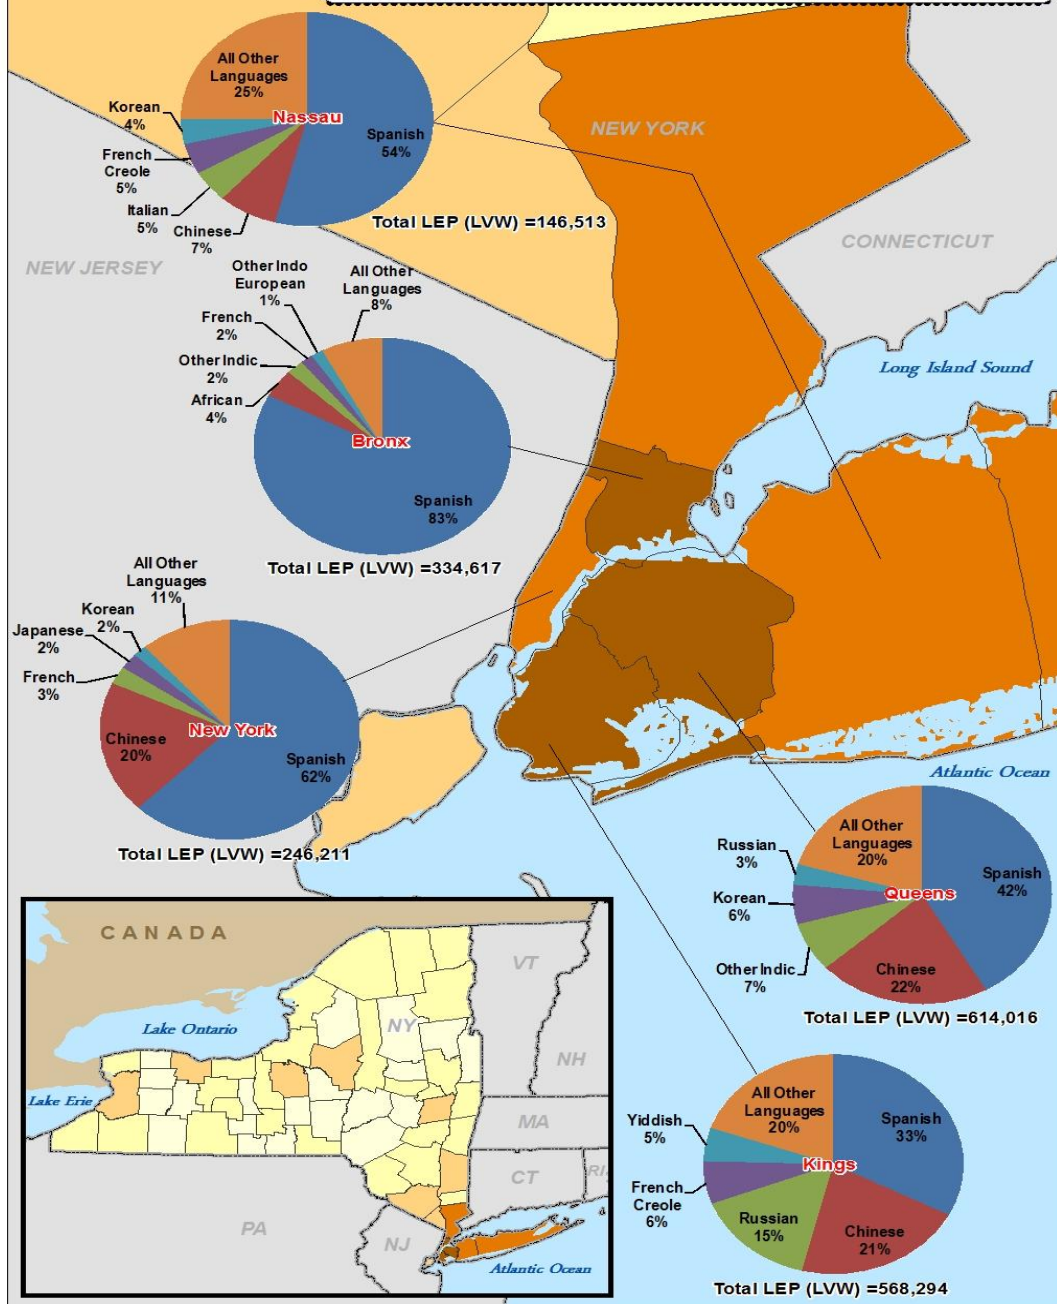 All Other
Languages
25%
Korean
4%
French
Creole
5%
Italian
5%
Chinese
7%
Nassau
Spanish
54%
Total LEP (LVW) =146,513
NEW YORK
CONNECTICUT
NEW JERSEY
Long Island Sound
Other Indo
European
1%
All Other
Languages
8%
French
2%
Other Indic
2%
African
4%
Bronx
Spanish
83%
Total LEP (LVW) =334,617
All Other
Languages
11%
Korean
2%
Japanese
2%
French
3%
Chinese
20%
New York
Spanish
62%
Total LEP (LVW) =246,211
Atlantic Ocean
All Other
Languages
20%
Russian
3%
Korean
6%
Other Indic
7%
Chinese
22%
Queens
Spanish
42%
Total LEP (LVW) =614,016
All Other
Languages
20%
Yiddish
5%
French
Creole
6%
Russian
15%
Chinese
21%
Kings
Spanish
33%
Total LEP (LVW) =568,294
CANADA
Lake Ontario
Lake Erie
NY
VT
NH
MA
CT
RI
PA
NJ
Atlantic Ocean